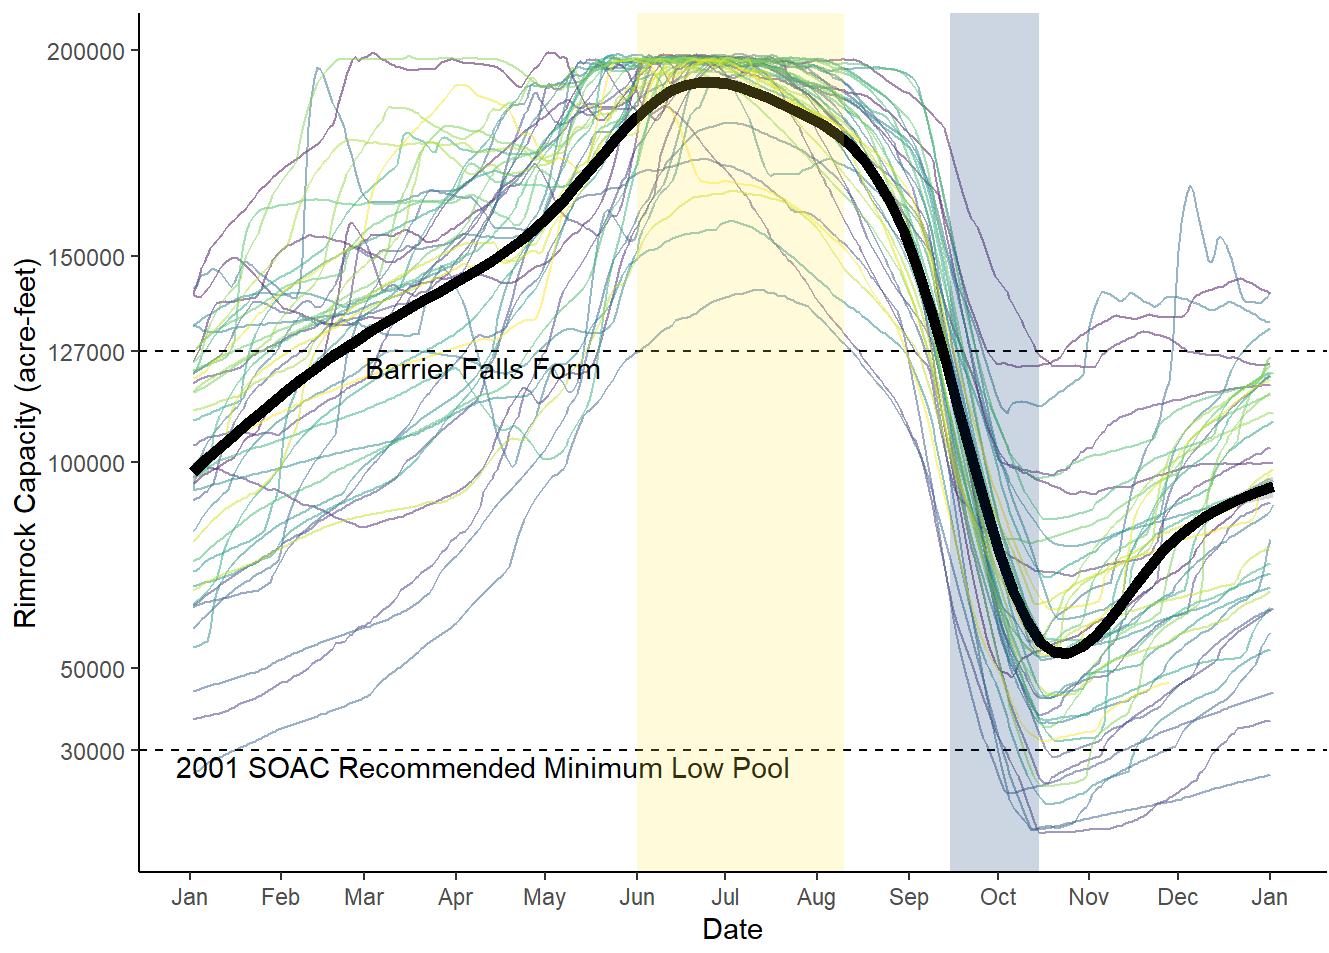 Rimrock Capacity (acre-feet)
200000
150000
127000
100000
50000
30000
Barrier Falls Form
2001 SOAC Recommended Minimum Low Pool
Jan Feb Mar Apr May Jun Jul Aug Sep Oct Nov Dec Jan
Date